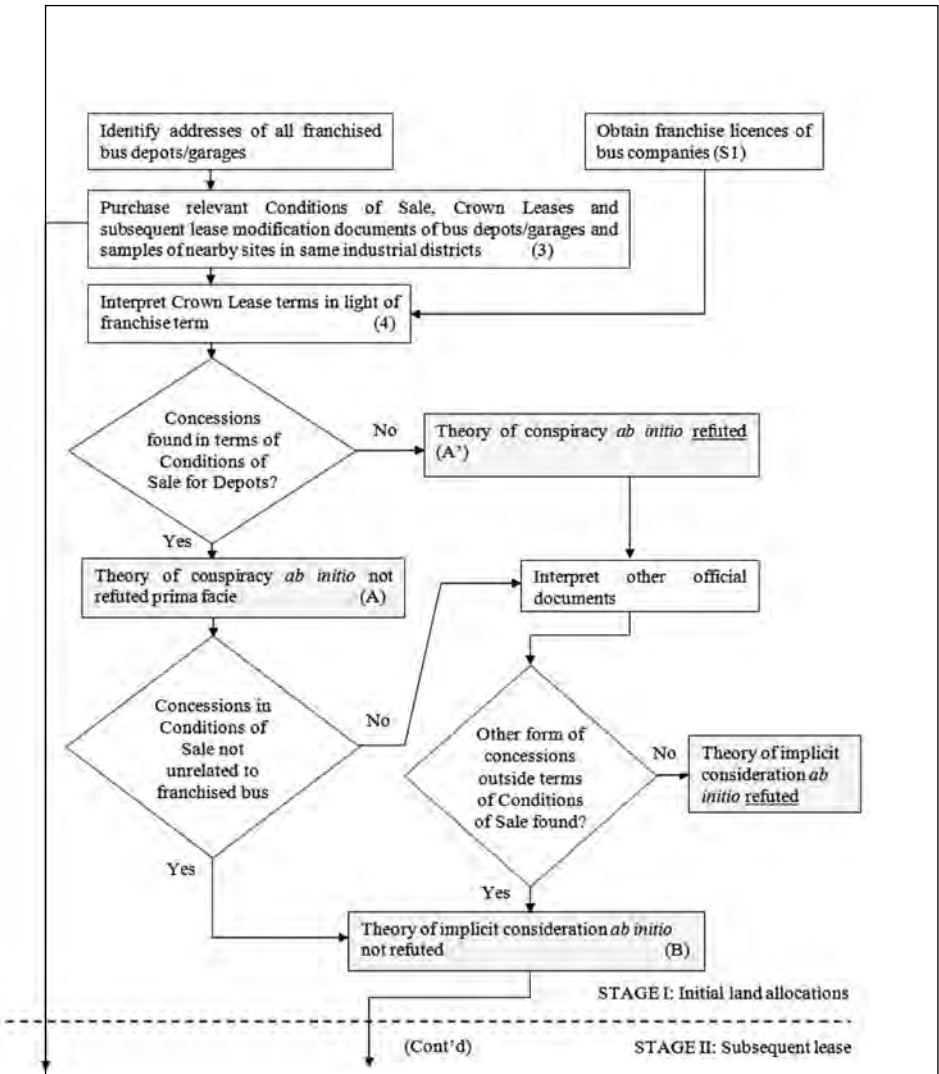 Identify addresses of all franchised
bus depots/garages
Obtain franchise licences of
bus companies (S1)
Purchase relevant Conditions of Sale, Crown Leases and
subsequent lease modification documents of bus depots/garages and
samples of nearby sites in same industrial districts (3)
Interpret Crown Lease terms in light of
franchise term (4)
Concessions
found in terms of
Conditions of
Sale for Depots?
No
Theory of conspiracy ab initio refuted
(A’)
Yes
Theory of conspiracy ab initio not
refuted prima facie (A)
Interpret other official
documents
Concessions in
Conditions of
Sale not
unrelated to
franchised bus
No
Other form of
concessions
outside terms
of Conditions
of Sale found?
No
Theory of implicit
consideration ab
initio refuted
Yes
Yes
Theory of implicit consideration ab initio
not refuted (B)
STAGE I: Initial land allocations
(Cont’d)
STAGE II: Subsequent lease